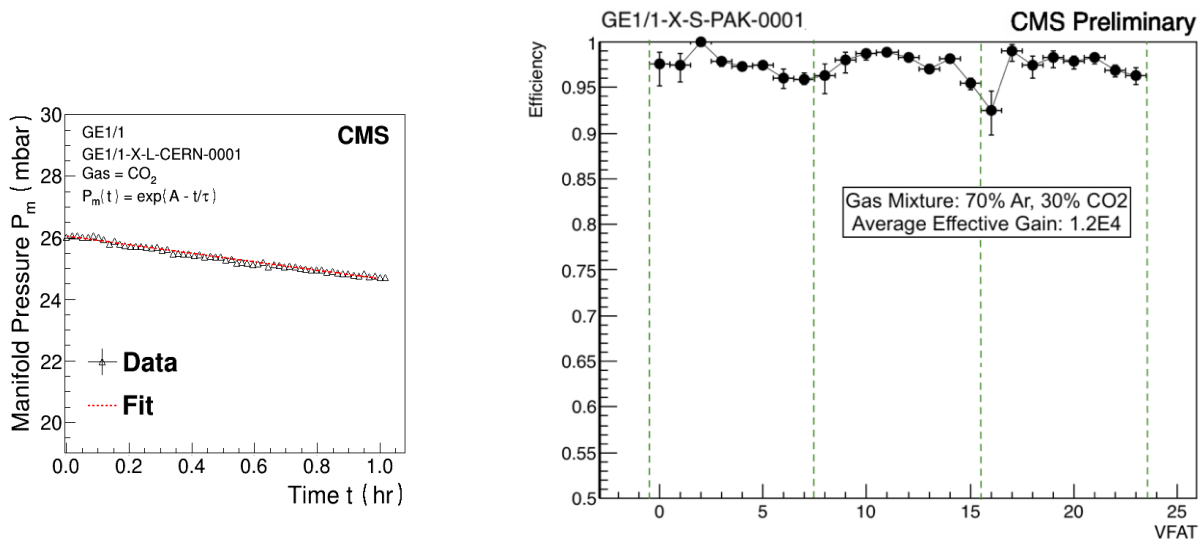 30
28
26
24
22
20
Manifold Pressure Pm (mbar)
GE1/1
GE1/1-X-L-CERN-0001
Gas = CO2
Pm(t) = exp(A - t/τ)
CMS
Data
Fit
0.0 0.2 0.4 0.6 0.8 1.0
Time t (hr)
GE1/1-X-S-PAK-0001
CMS Preliminary
Efficiency
1
0.95
0.9
0.85
0.8
0.75
0.7
0.65
0.6
0.55
0.5
Gas Mixture: 70% Ar, 30% CO2
Average Effective Gain: 1.2E4
0 5 10 15 20 25
VFAT